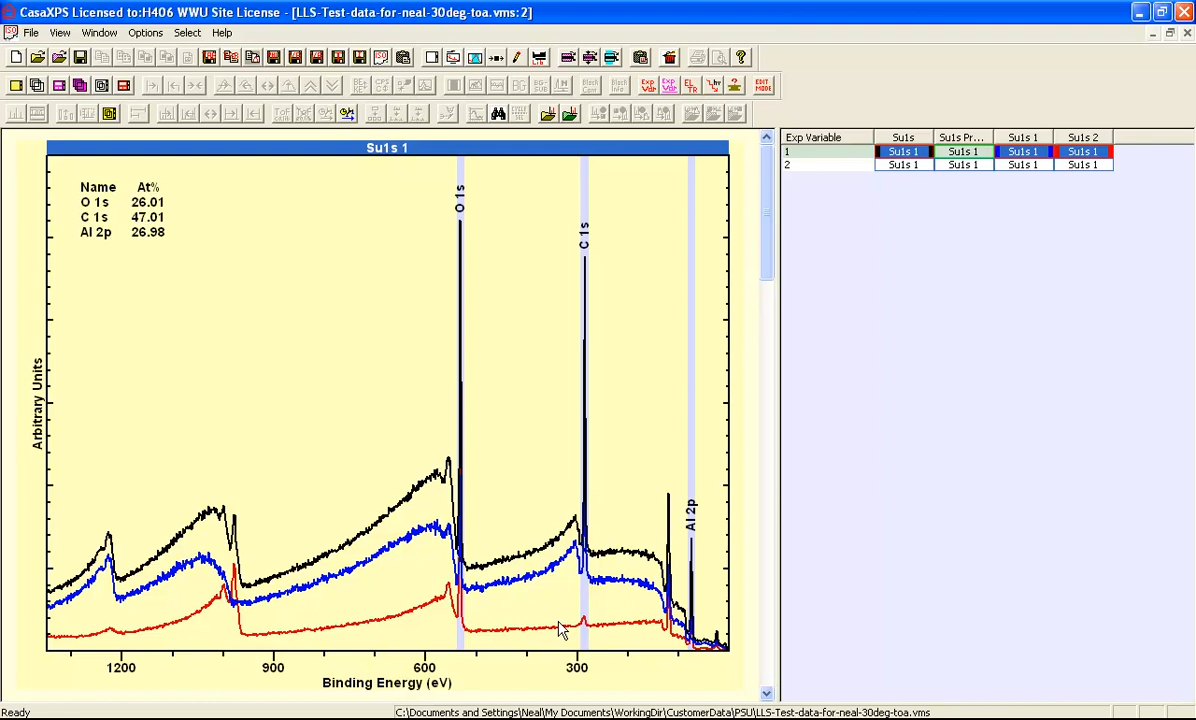 CasaXPS Licensed to:H406 WWU Site License - [LLS-Test-data-for-neal-30deg-toa.vms:2]
File View Window Options Select Help
Su1s 1
Name At%
O 1s 26.01
C 1s 47.01
Al 2p 26.98
O 1s
C 1s
Al 2p
Arbitrary Units
1200 900 600 300
Binding Energy (eV)
Exp Variable Su1s Su1s Pr... Su1s 1 Su1s 2
1 Su1s 1 Su1s 1 Su1s 1 Su1s 1
2 Su1s 1 Su1s 1 Su1s 1 Su1s 1
Ready C:\Documents and Settings\Neal\My Documents\WorkingDir\CustomerData\PSU\LLS-Test-data-for-neal-30deg-toa.vms